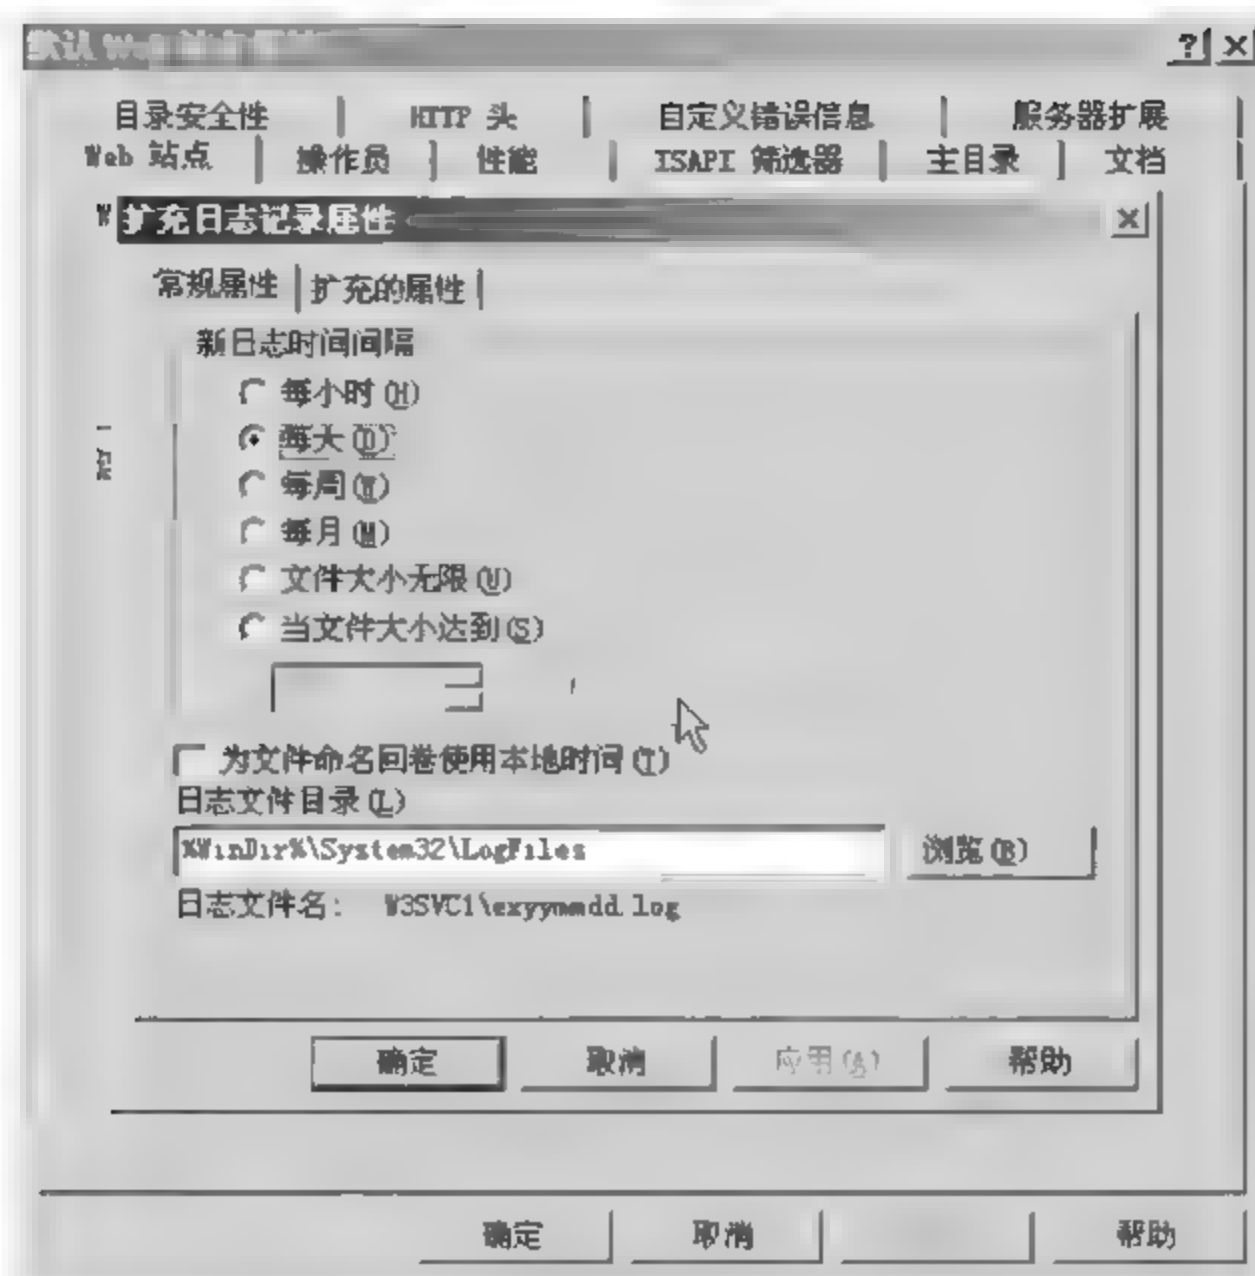 默认 Web
目录安全性 HTTP 头 自定义错误信息 服务器扩展
Web 站点 操作员 性能 ISAPI 筛选器 主目录 文档
W
扩充日志记录属性
常规属性 扩充的属性
新日志时间间隔
每小时(H)
每天(D)
每周(W)
每月(M)
文件大小无限(U)
当文件大小达到(S)
为文件命名回卷使用本地时间(T)
日志文件目录(L)
%WinDir%\System32\LogFiles 浏览(R)
日志文件名： W3SVC1\exyymmdd.log
确定 取消 应用(A) 帮助
确定 取消 帮助